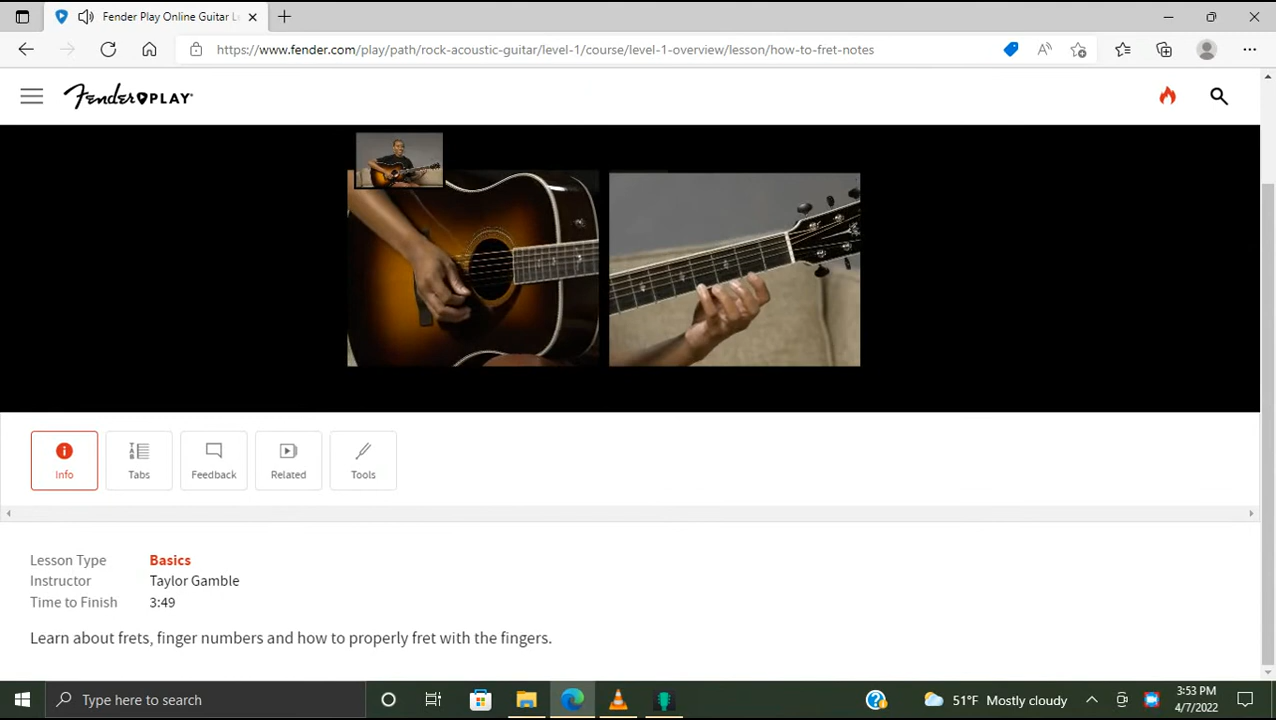 Fender Play Online Guitar L
https://www.fender.com/play/path/rock-acoustic-guitar/level-1/course/level-1-overview/lesson/how-to-fret-notes
Fender PLAY
Info
Tabs
Feedback
Related
Tools
Lesson Type Basics
Instructor Taylor Gamble
Time to Finish 3:49
Learn about frets, finger numbers and how to properly fret with the fingers.
Type here to search
51°F Mostly cloudy
3:53 PM
4/7/2022